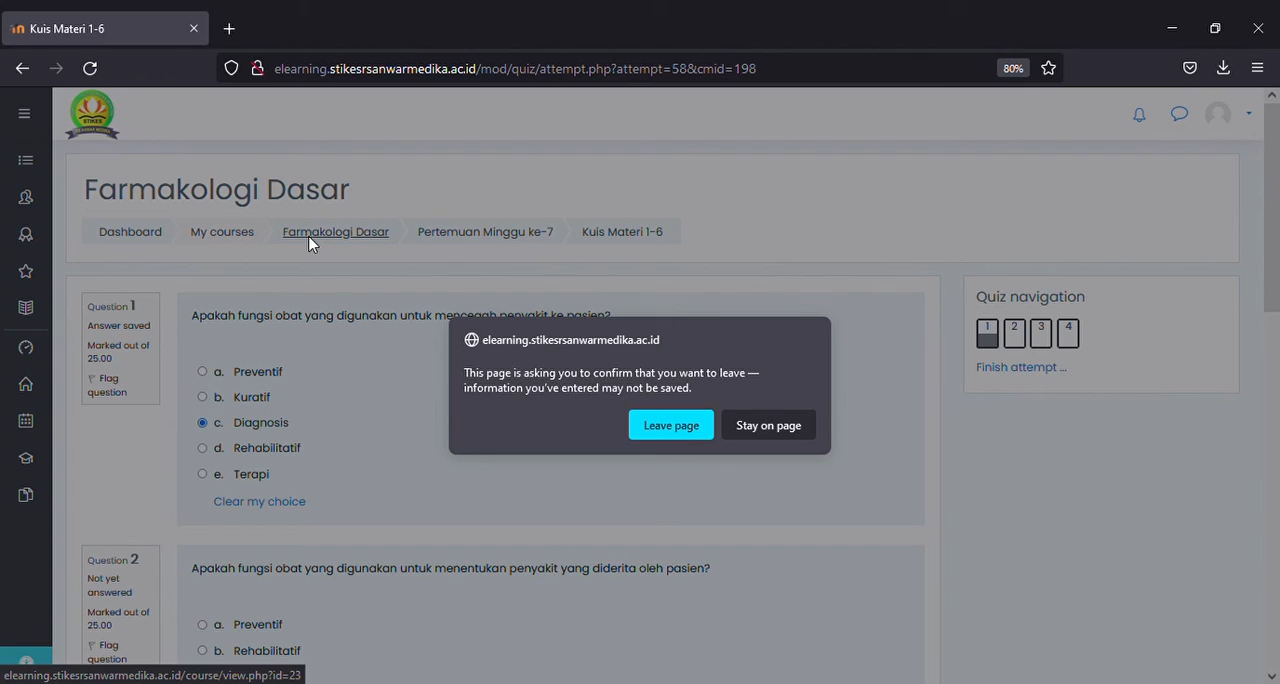 Kuis Materi 1-6
elearning.stikesrsanwarmedika.ac.id/mod/quiz/attempt.php?attempt=58&cmid=198
80%
STIKES
Farmakologi Dasar
Dashboard
My courses
Farmakologi Dasar
Pertemuan Minggu ke-7
Kuis Materi 1-6
Question 1
Answer saved
Marked out of
25.00
Flag
question
Apakah fungsi obat yang digunakan untuk mencegah penyakit ke pasien?
a. Preventif
b. Kuratif
c. Diagnosis
d. Rehabilitatif
e. Terapi
Clear my choice
elearning.stikesrsanwarmedika.ac.id
This page is asking you to confirm that you want to leave —
information you've entered may not be saved.
Leave page
Stay on page
Quiz navigation
1 2 3 4
Finish attempt ...
Question 2
Not yet
answered
Marked out of
25.00
Flag
question
Apakah fungsi obat yang digunakan untuk menentukan penyakit yang diderita oleh pasien?
a. Preventif
b. Rehabilitatif
elearning.stikesrsanwarmedika.ac.id/course/view.php?id=23